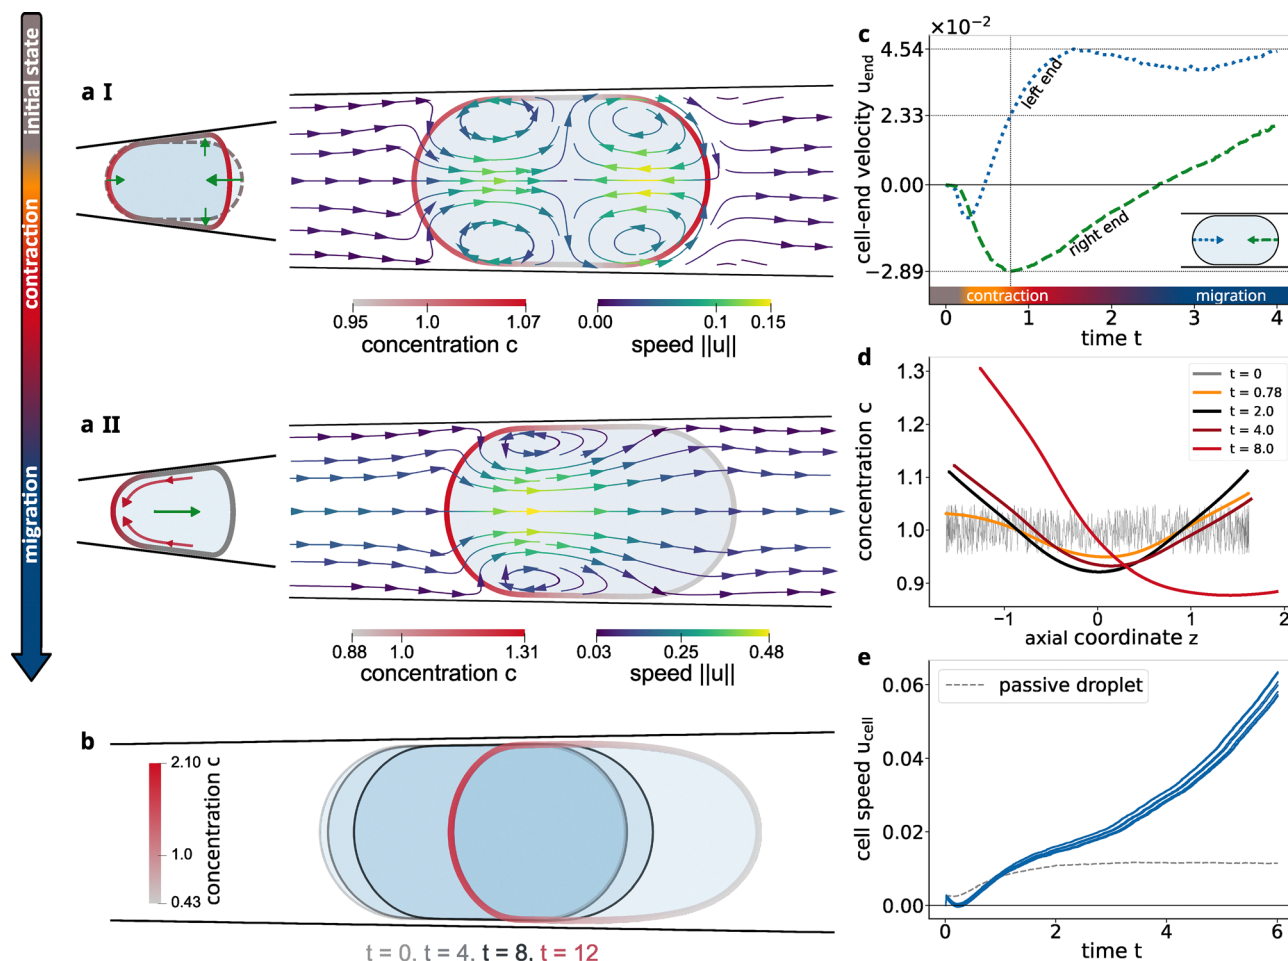 initial state
contraction
migration
a I
0.95
1.0
1.07
concentration c
0.00
0.1
0.15
speed ||u||
a II
0.88
1.0
1.31
concentration c
0.03
0.25
0.48
speed ||u||
b
2.10
1.0
0.43
concentration c
t = 0, t = 4, t = 8, t = 12
c
×10⁻²
4.54
2.33
0.00
−2.89
cell-end velocity u_end
left end
right end
contraction
migration
0
1
2
3
4
time t
d
1.3
1.2
1.1
1.0
0.9
concentration c
t = 0
t = 0.78
t = 2.0
t = 4.0
t = 8.0
−1
0
1
2
axial coordinate z
e
0.06
0.04
0.02
0.00
cell speed u_cell
passive droplet
0
2
4
6
time t